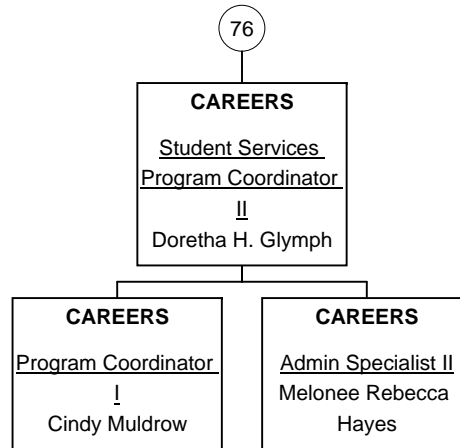 76
CAREERS
Student Services
Program Coordinator
II
Doretha H. Glymph
CAREERS
Program Coordinator
I
Cindy Muldrow
CAREERS
Admin Specialist II
Melonee Rebecca
Hayes